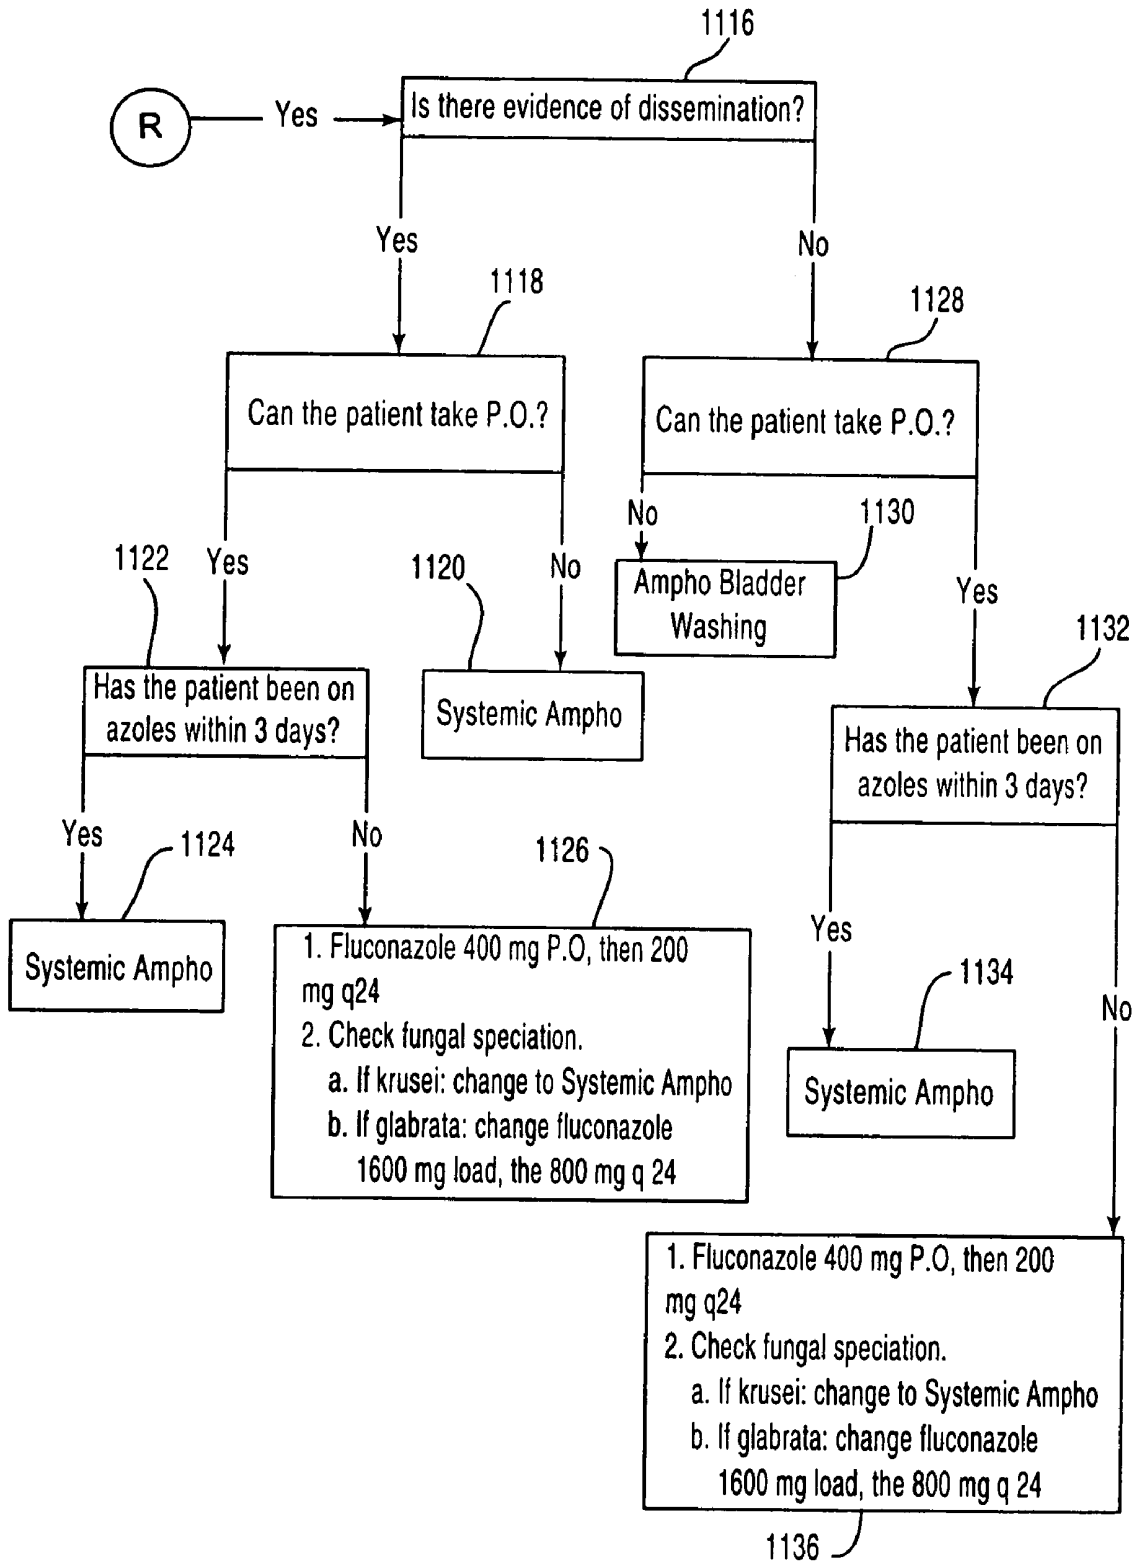 1116
R
Yes
Is there evidence of dissemination?
Yes
No
1118
1128
Can the patient take P.O.?
Can the patient take P.O.?
No
1130
1122
Yes
1120
No
Ampho Bladder
Washing
Yes
1132
Has the patient been on
azoles within 3 days?
Systemic Ampho
Has the patient been on
azoles within 3 days?
Yes
1124
No
1126
Yes
Systemic Ampho
1. Fluconazole 400 mg P.O, then 200
mg q24
2. Check fungal speciation.
a. If krusei: change to Systemic Ampho
b. If glabrata: change fluconazole
1600 mg load, the 800 mg q 24
1134
No
Systemic Ampho
1. Fluconazole 400 mg P.O, then 200
mg q24
2. Check fungal speciation.
a. If krusei: change to Systemic Ampho
b. If glabrata: change fluconazole
1600 mg load, the 800 mg q 24
1136